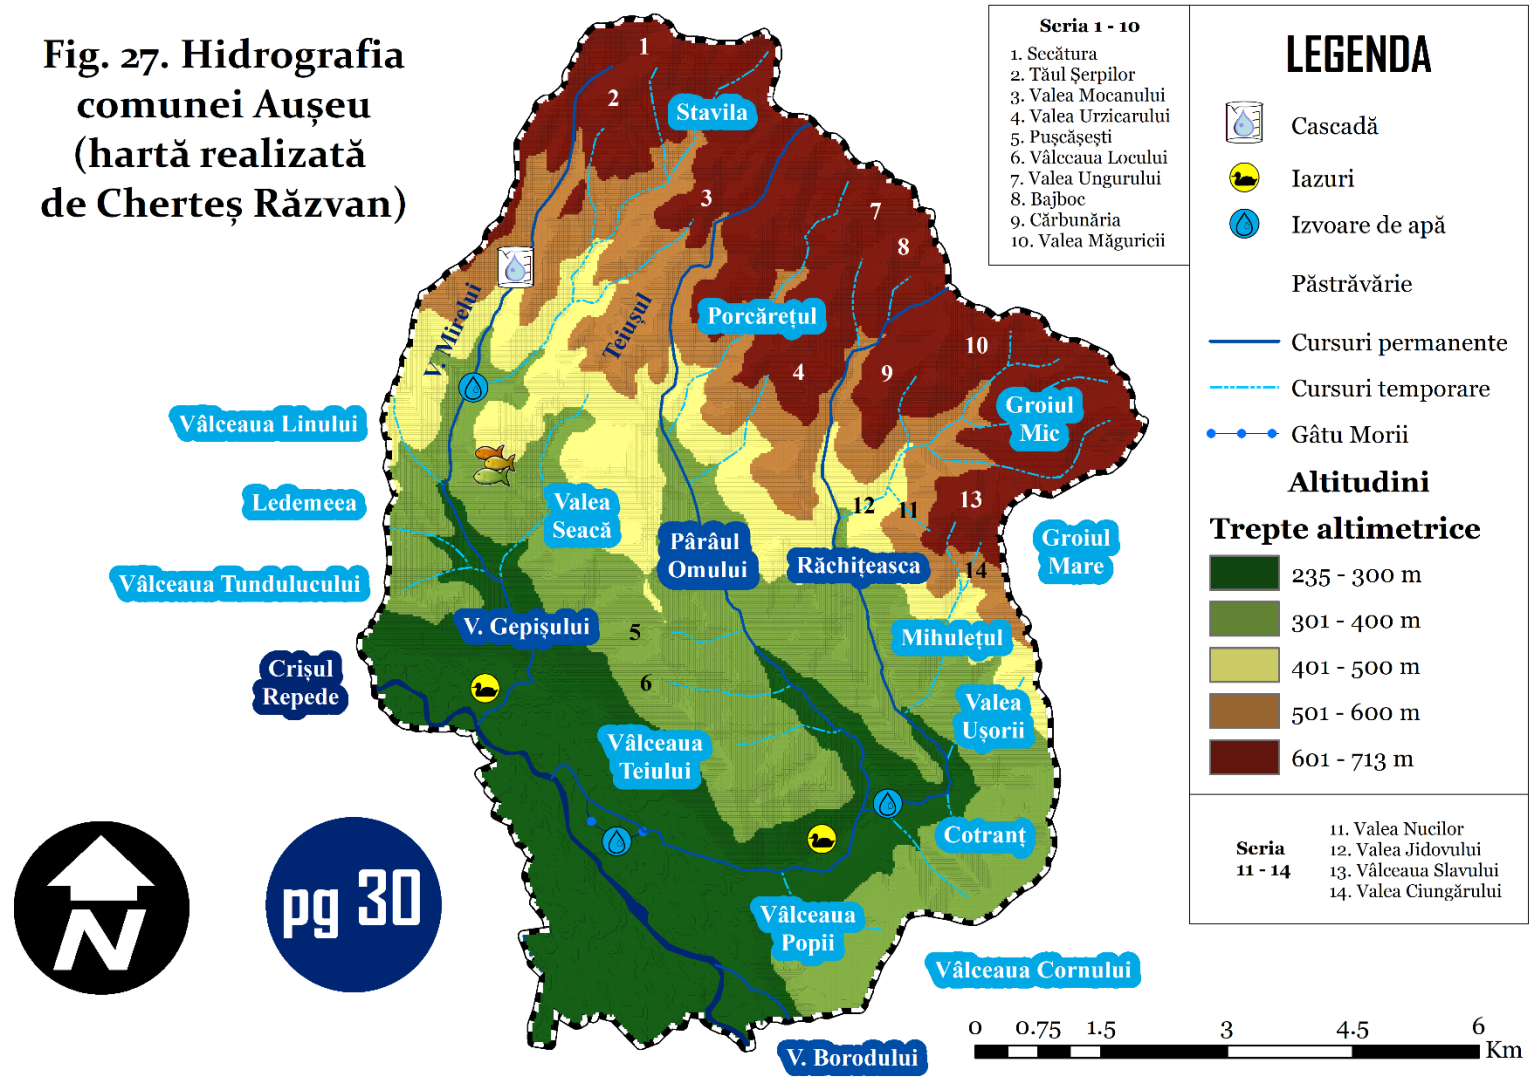 Fig. 27. Hidrografia
comunei Aușeu
(hartă realizată
de Cherteș Răzvan)
Seria 1 - 10
1. Secătura
2. Tăul Șerpilor
3. Valea Mocanului
4. Valea Urzicarului
5. Pușcășești
6. Vâlceaua Locului
7. Valea Ungurului
8. Bajboc
9. Cărbunăria
10. Valea Măguricii
LEGENDA
Cascadă
Iazuri
Izvoare de apă
Păstrăvărie
Cursuri permanente
Cursuri temporare
Gâtu Morii
Altitudini
Trepte altimetrice
235 - 300 m
301 - 400 m
401 - 500 m
501 - 600 m
601 - 713 m
Seria
11 - 14
11. Valea Nucilor
12. Valea Jidovului
13. Vâlceaua Slavului
14. Valea Ciungărului
1
2
Stavila
3
7
8
V. Mirelui
Teiușul
Porcărețul
4
9
10
Groiul
Mic
Vâlceaua Linului
Ledemeea
Valea
Seacă
12
11
13
Groiul
Mare
Pârâul
Omului
Răchițeasca
14
Vâlceaua Tundulucului
V. Gepișului
5
Mihulețul
Crișul
Repede
6
Valea
Ușorii
Vâlceaua
Teiului
Cotranț
Vâlceaua
Popii
Vâlceaua Cornului
V. Borodului
N
pg 30
0 0.75 1.5 3 4.5 6
Km